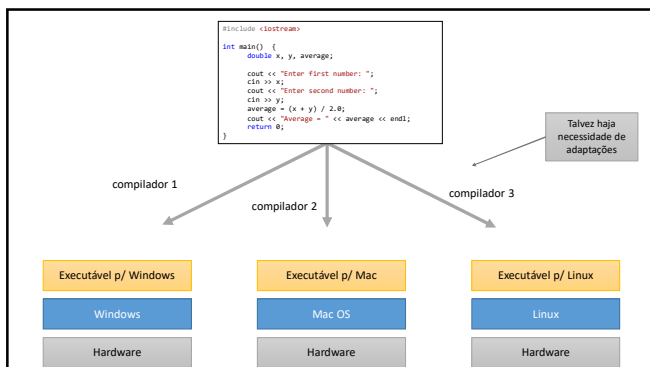 #include <iostream>
int main() {
double x, y, average;
cout << "Enter first number: ";
cin >> x;
cout << "Enter second number: ";
cin >> y;
average = (x + y) / 2.0;
cout << "Average = " << average << endl;
return 0;
}
Talvez haja
necessidade de
adaptações
compilador 1
compilador 2
compilador 3
Executável p/ Windows
Executável p/ Mac
Executável p/ Linux
Windows
Mac OS
Linux
Hardware
Hardware
Hardware